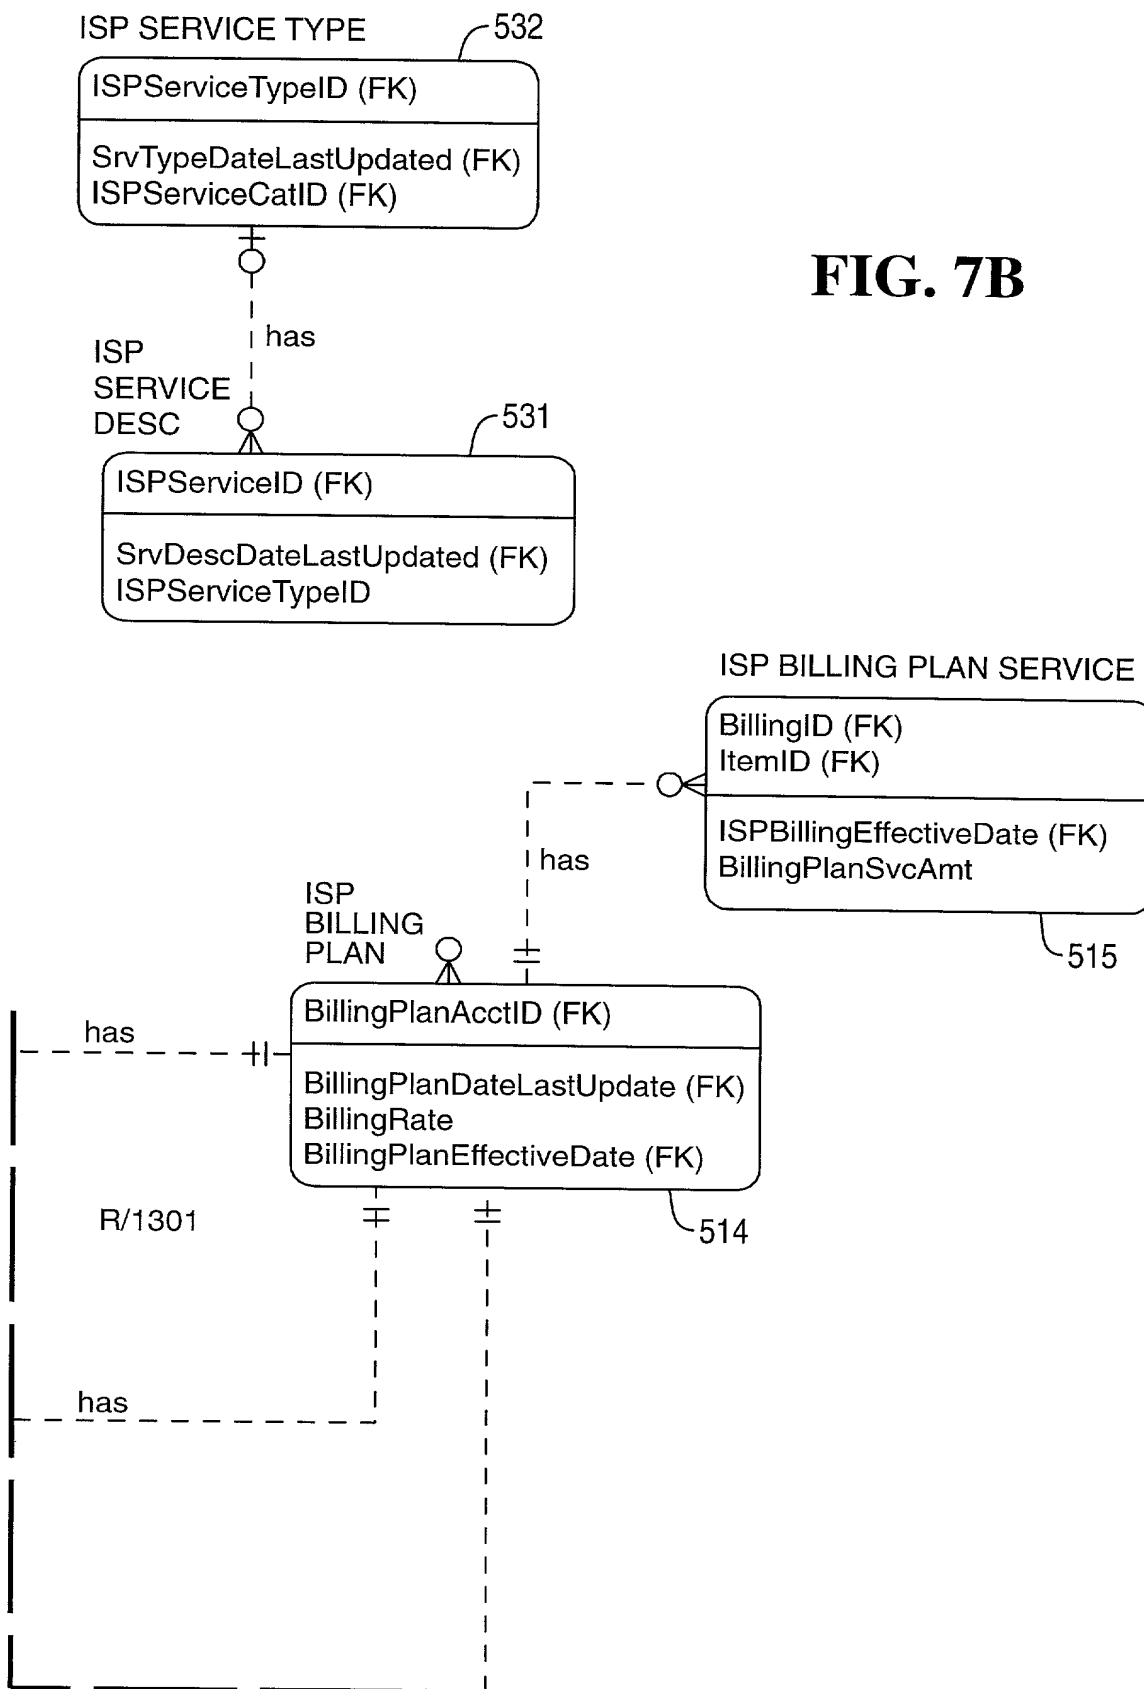 ISP SERVICE TYPE
532
ISPServiceTypeID (FK)
SrvTypeDateLastUpdated (FK)
ISPServiceCatID (FK)
FIG. 7B
has
ISP
SERVICE
DESC
531
ISPServiceID (FK)
SrvDescDateLastUpdated (FK)
ISPServiceTypeID
ISP BILLING PLAN SERVICE
BillingID (FK)
ItemID (FK)
ISPBillingEffectiveDate (FK)
BillingPlanSvcAmt
515
has
ISP
BILLING
PLAN
BillingPlanAcctID (FK)
BillingPlanDateLastUpdate (FK)
BillingRate
BillingPlanEffectiveDate (FK)
514
has
R/1301
has